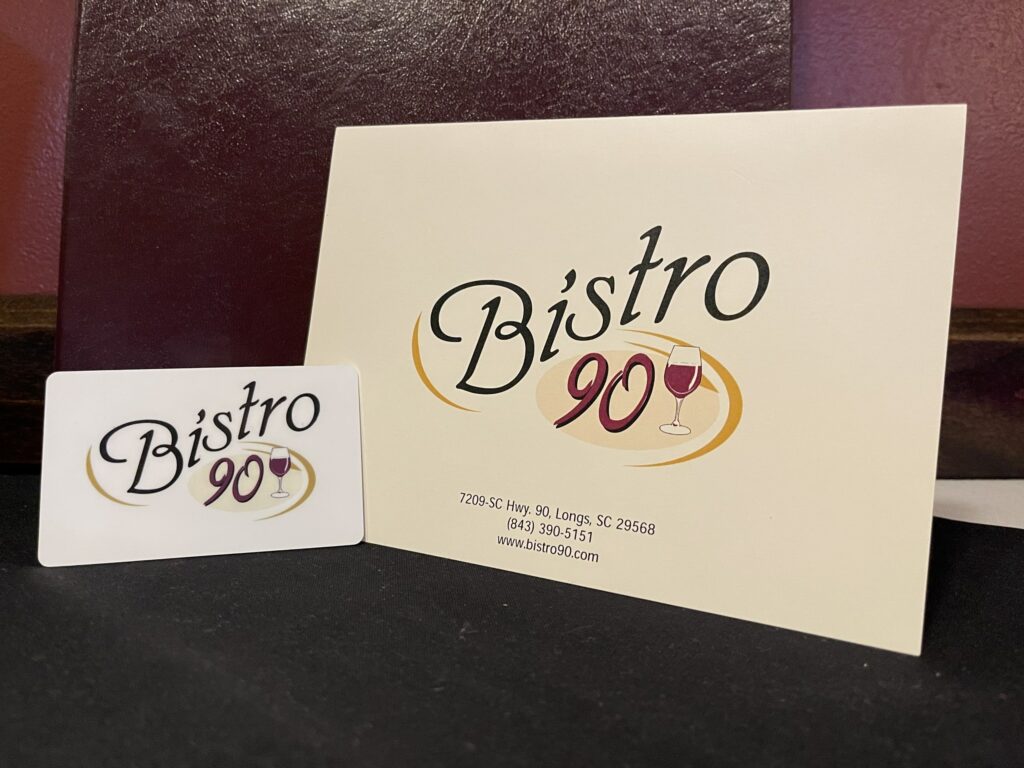 Bistro
90
Bistro
90
7209-SC Hwy. 90, Longs, SC 29568
(843) 390-5151
www.bistro90.com